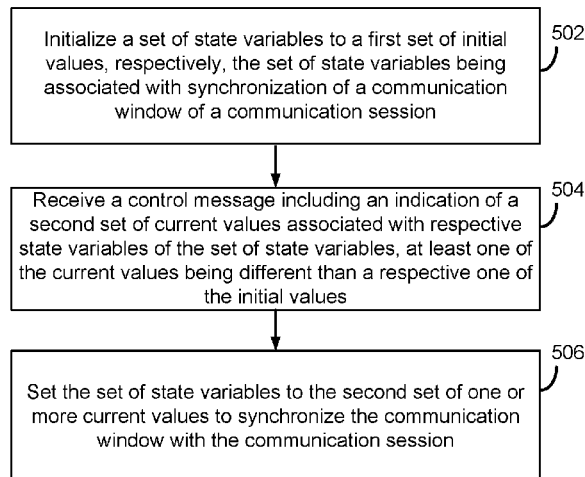 502
Initialize a set of state variables to a first set of initial
values, respectively, the set of state variables being
associated with synchronization of a communication
window of a communication session
504
Receive a control message including an indication of a
second set of current values associated with respective
state variables of the set of state variables, at least one of
the current values being different than a respective one of
the initial values
506
Set the set of state variables to the second set of one or
more current values to synchronize the communication
window with the communication session